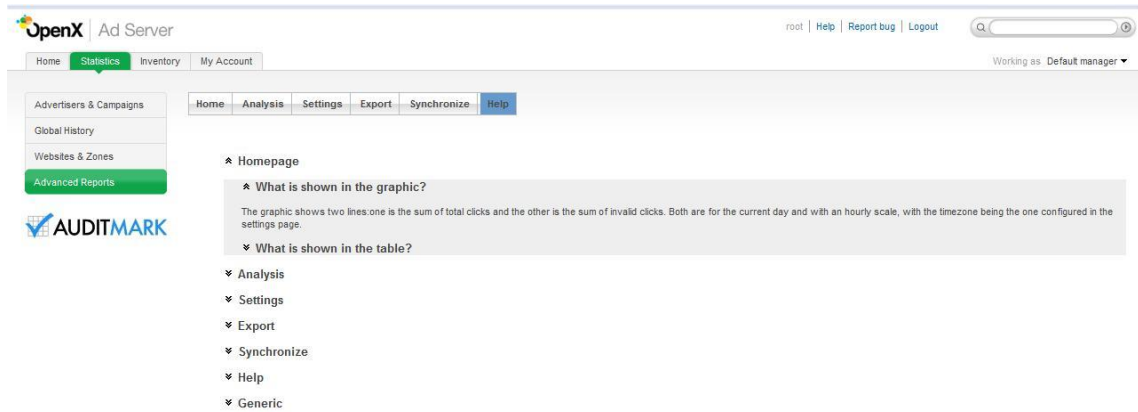 OpenX Ad Server
root | Help | Report bug | Logout
Home Statistics Inventory My Account
Working as Default manager
Advertisers & Campaigns
Global History
Websites & Zones
Advanced Reports
AUDITMARK
Home Analysis Settings Export Synchronize Help
Homepage
What is shown in the graphic?
The graphic shows two lines:one is the sum of total clicks and the other is the sum of invalid clicks. Both are for the current day and with an hourly scale, with the timezone being the one configured in the
settings page.
What is shown in the table?
Analysis
Settings
Export
Synchronize
Help
Generic